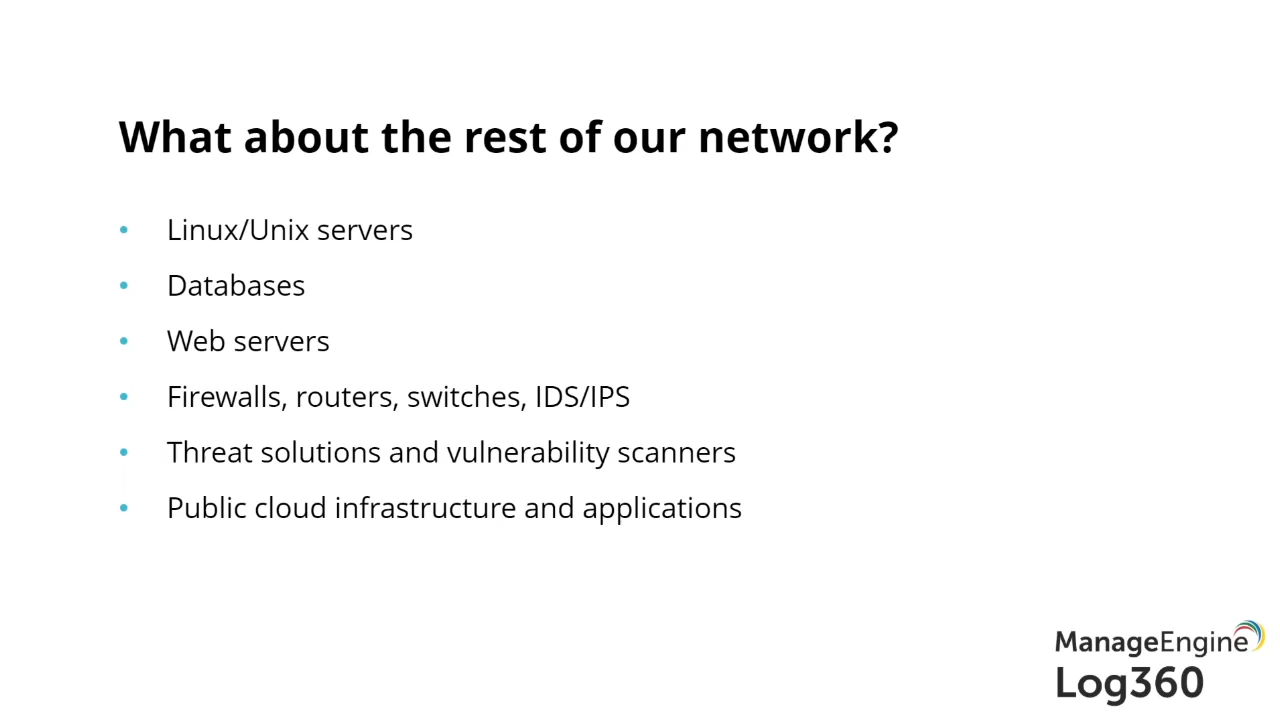 What about the rest of our network?
• Linux/Unix servers
• Databases
• Web servers
• Firewalls, routers, switches, IDS/IPS
• Threat solutions and vulnerability scanners
• Public cloud infrastructure and applications
ManageEngine
Log360